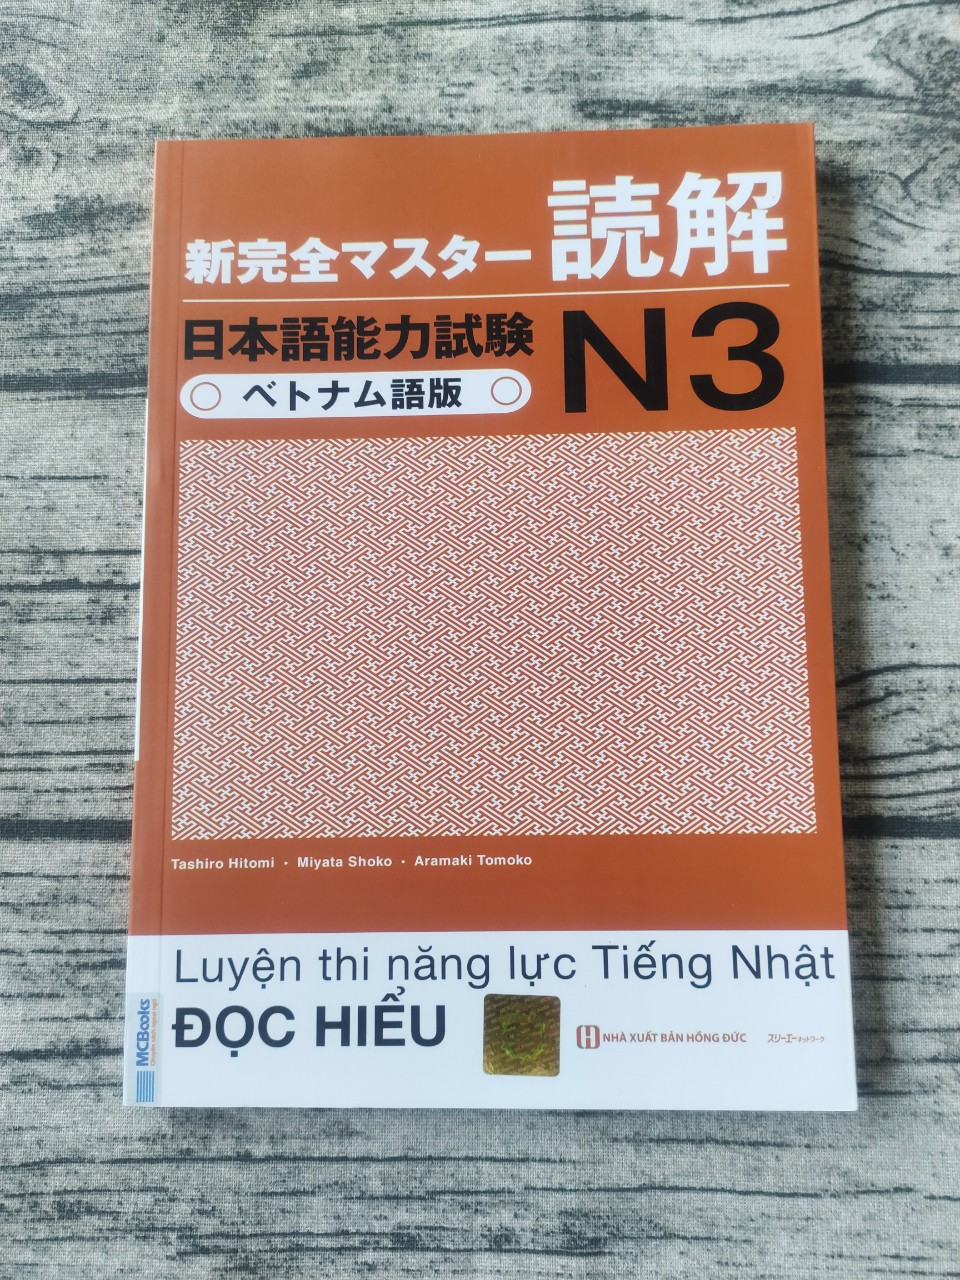 新完全マスター 読解
日本語能力試験 N3
ベトナム語版
Tashiro Hitomi · Miyata Shoko · Aramaki Tomoko
Luyện thi năng lực Tiếng Nhật
ĐỌC HIỂU
NHÀ XUẤT BẢN HỒNG ĐỨC
スリーエーネットワーク
MCBooks